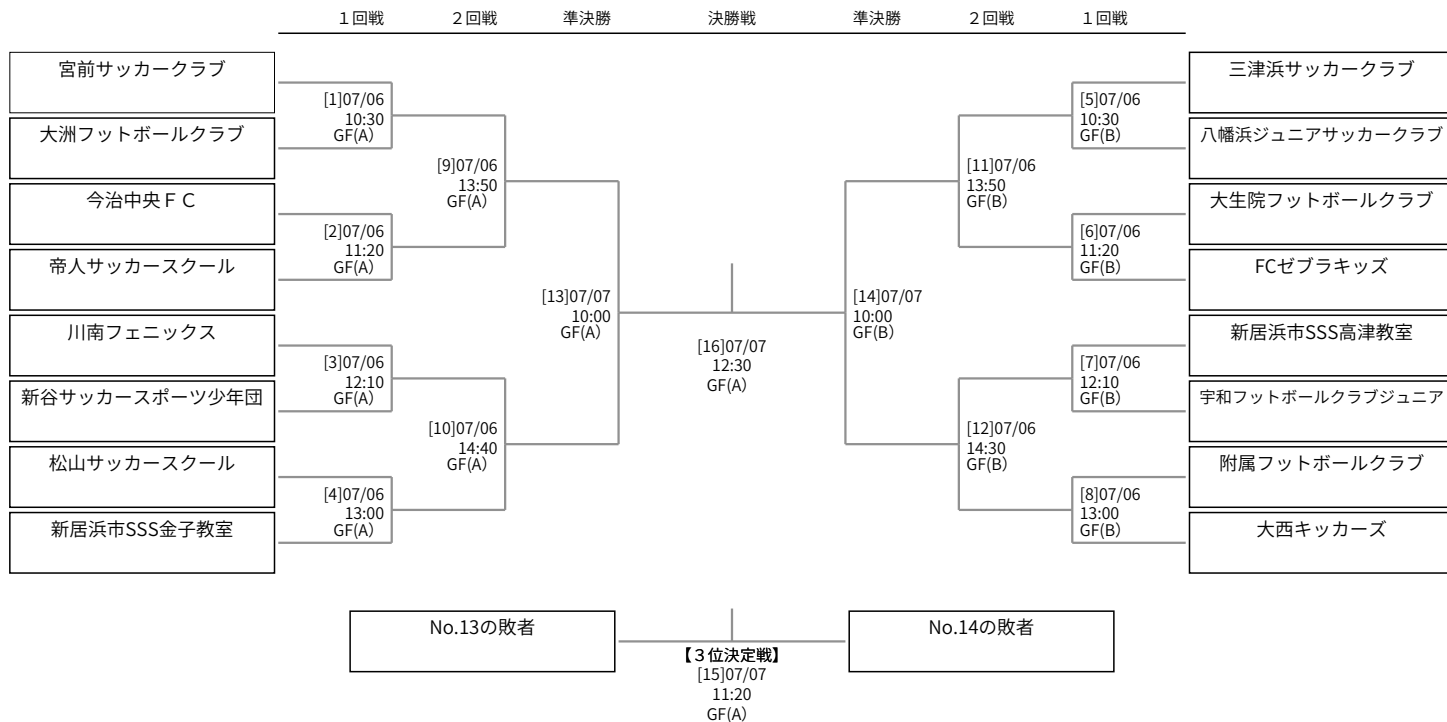 １回戦 ２回戦 準決勝 決勝戦 準決勝 ２回戦 １回戦
宮前サッカークラブ
大洲フットボールクラブ
今治中央ＦＣ
帝人サッカースクール
川南フェニックス
新谷サッカースポーツ少年団
松山サッカースクール
新居浜市SSS金子教室
[1]07/06
10:30
GF(A)
[2]07/06
11:20
GF(A)
[3]07/06
12:10
GF(A)
[4]07/06
13:00
GF(A)
[9]07/06
13:50
GF(A)
[10]07/06
14:40
GF(A)
[13]07/07
10:00
GF(A)
[16]07/07
12:30
GF(A)
[14]07/07
10:00
GF(B)
[11]07/06
13:50
GF(B)
[12]07/06
14:30
GF(B)
[5]07/06
10:30
GF(B)
[6]07/06
11:20
GF(B)
[7]07/06
12:10
GF(B)
[8]07/06
13:00
GF(B)
三津浜サッカークラブ
八幡浜ジュニアサッカークラブ
大生院フットボールクラブ
FCゼブラキッズ
新居浜市SSS高津教室
宇和フットボールクラブジュニア
附属フットボールクラブ
大西キッカーズ
No.13の敗者
No.14の敗者
【３位決定戦】
[15]07/07
11:20
GF(A)